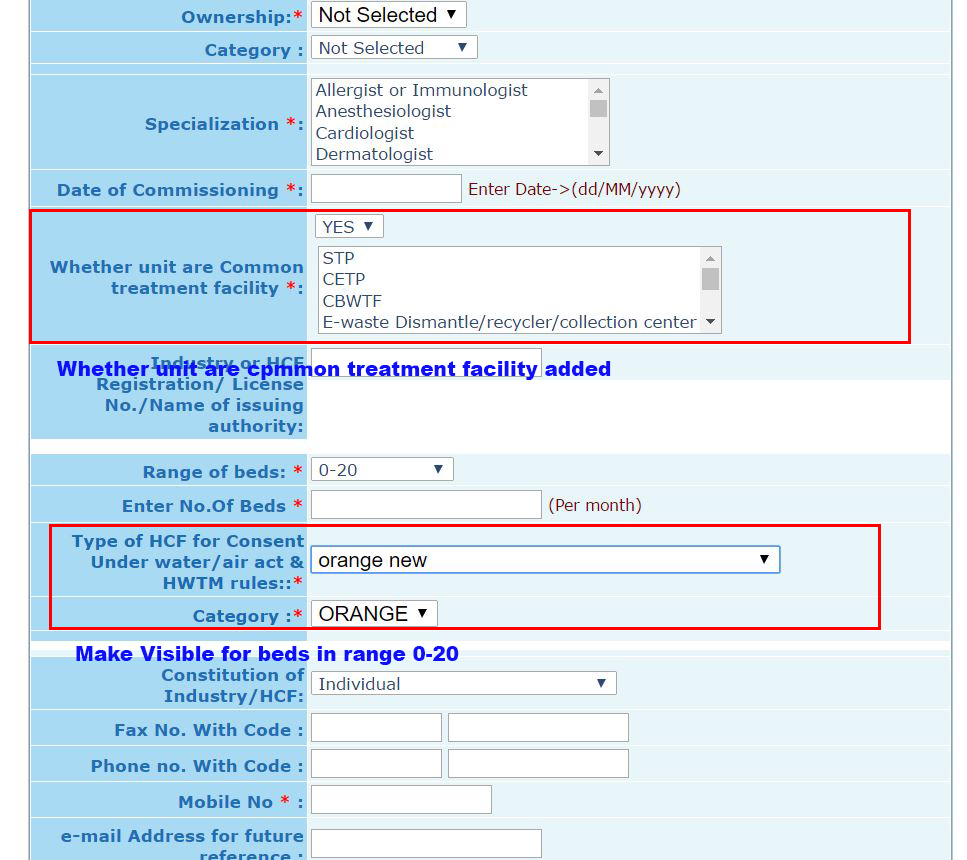 Ownership:* Not Selected
Category : Not Selected
Allergist or Immunologist
Anesthesiologist
Specialization *:
Cardiologist
Dermatologist
Date of Commissioning *: Enter Date->(dd/MM/yyyy)
YES
Whether unit are Common
treatment facility *:
STP
CETP
CBWTF
E-waste Dismantle/recycler/collection center
Industry or HCF
Whether unit are common treatment facility added
Registration/ License
No./Name of issuing
authority:
Range of beds: * 0-20
Enter No.Of Beds * (Per month)
Type of HCF for Consent
Under water/air act &
HWTM rules::*
orange new
Category :* ORANGE
Make Visible for beds in range 0-20
Constitution of
Industry/HCF:
Individual
Fax No. With Code :
Phone no. With Code :
Mobile No * :
e-mail Address for future
reference :